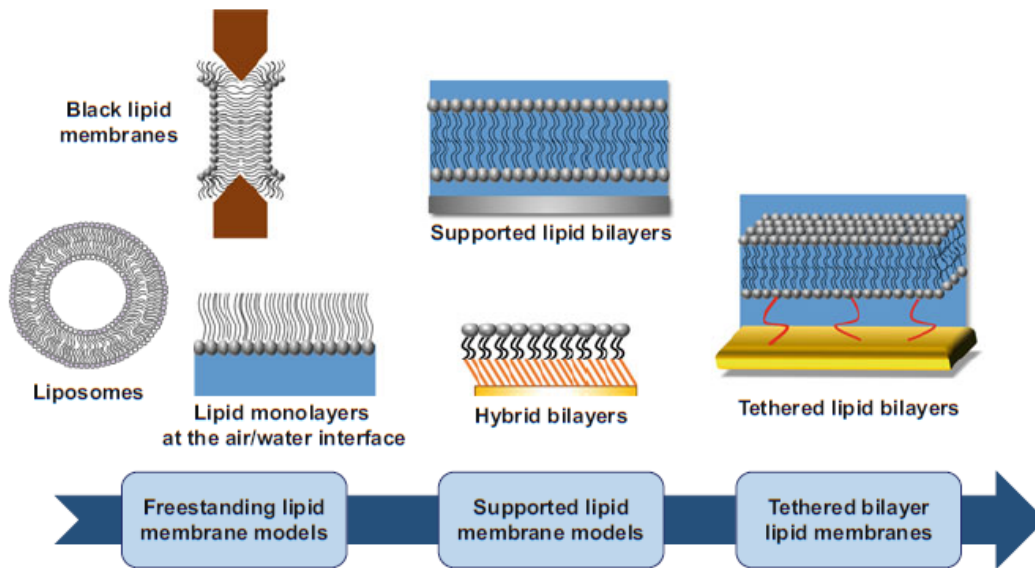 Black lipid
membranes
Supported lipid bilayers
Liposomes
Lipid monolayers
at the air/water interface
Hybrid bilayers
Tethered lipid bilayers
Freestanding lipid
membrane models
Supported lipid
membrane models
Tethered bilayer
lipid membranes